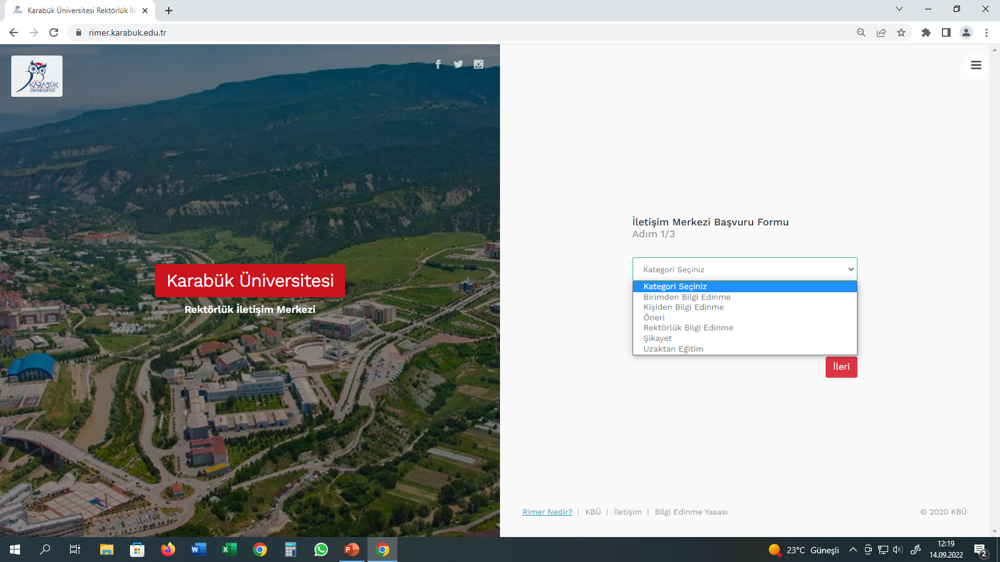 Karabük Üniversitesi Rektörlük İle
rimer.karabuk.edu.tr
KARABÜK
ÜNİVERSİTESİ
Karabük Üniversitesi
Rektörlük İletişim Merkezi
İletişim Merkezi Başvuru Formu
Adım 1/3
Kategori Seçiniz
Kategori Seçiniz
Birimden Bilgi Edinme
Kişiden Bilgi Edinme
Öneri
Rektörlük Bilgi Edinme
Şikayet
Uzaktan Eğitim
İleri
Rimer Nedir? | KBÜ | İletişim | Bilgi Edinme Yasası
© 2020 KBÜ
23°C Güneşli
12:19
14.09.2022
2